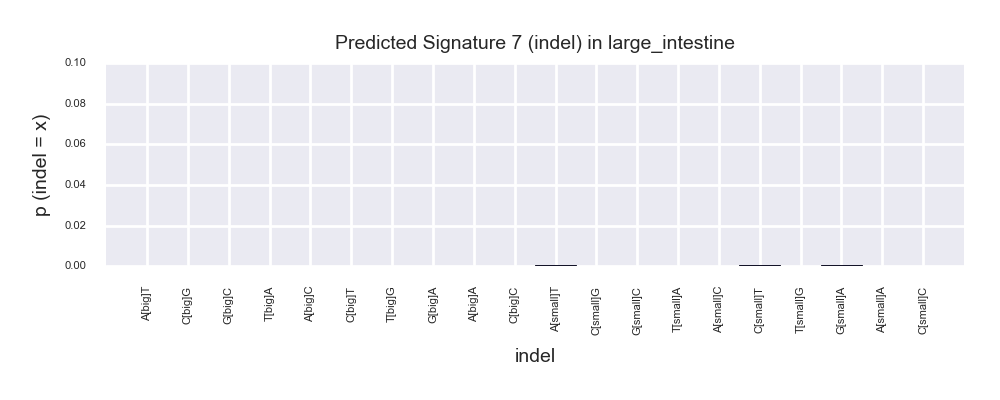 Predicted Signature 7 (indel) in large_intestine
p (indel = x)
0.10
0.08
0.06
0.04
0.02
0.00
A[big]T
C[big]G
G[big]C
T[big]A
A[big]C
C[big]T
T[big]G
G[big]A
A[big]A
C[big]C
A[small]T
C[small]G
G[small]C
T[small]A
A[small]C
C[small]T
T[small]G
G[small]A
A[small]A
C[small]C
indel